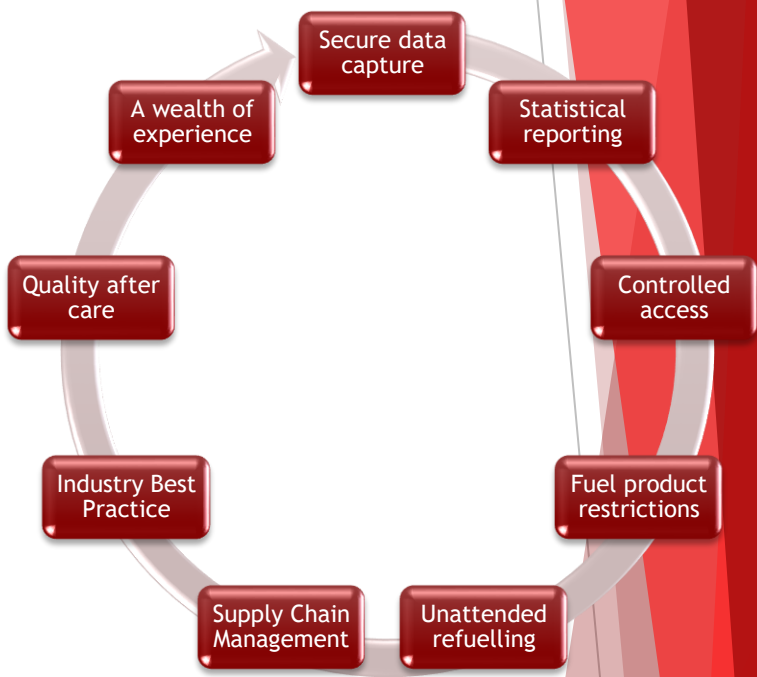 Secure data
capture
Statistical
reporting
Controlled
access
Fuel product
restrictions
Unattended
refuelling
Supply Chain
Management
Industry Best
Practice
Quality after
care
A wealth of
experience